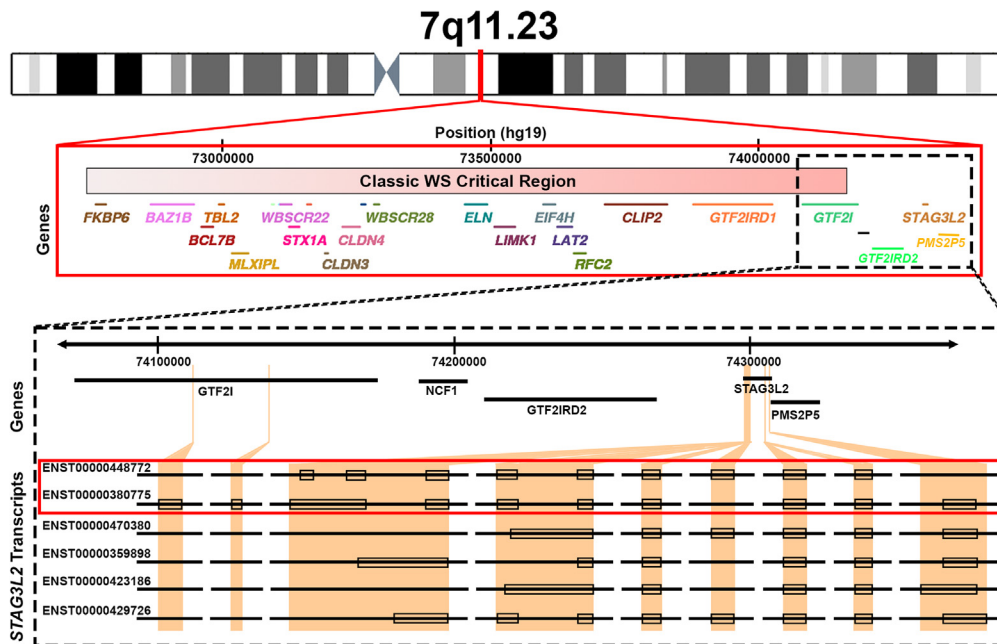 7q11.23
Position (hg19)
73000000 73500000 74000000
Classic WS Critical Region
Genes
FKBP6 BAZ1B TBL2 WBSCR22 WBSCR28 ELN EIF4H CLIP2 GTF2IRD1 GTF2I STAG3L2
BCL7B STX1A CLDN4 LIMK1 LAT2 PMS2P5
MLXIPL CLDN3 RFC2 GTF2IRD2
74100000 74200000 74300000
Genes
GTF2I NCF1 STAG3L2
GTF2IRD2 PMS2P5
STAG3L2 Transcripts
ENST00000448772
ENST00000380775
ENST00000470380
ENST00000359898
ENST00000423186
ENST00000429726